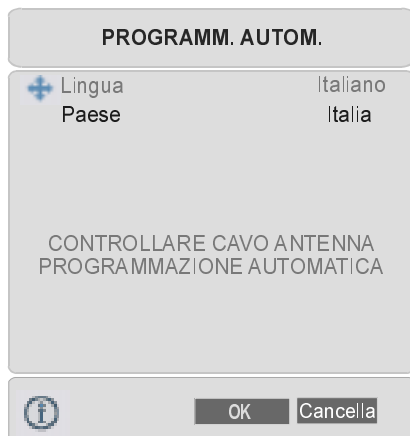 PROGRAMM. AUTOM.
Lingua Italiano
Paese Italia
CONTROLLARE CAVO ANTENNA
PROGRAMMAZIONE AUTOMATICA
OK Cancella